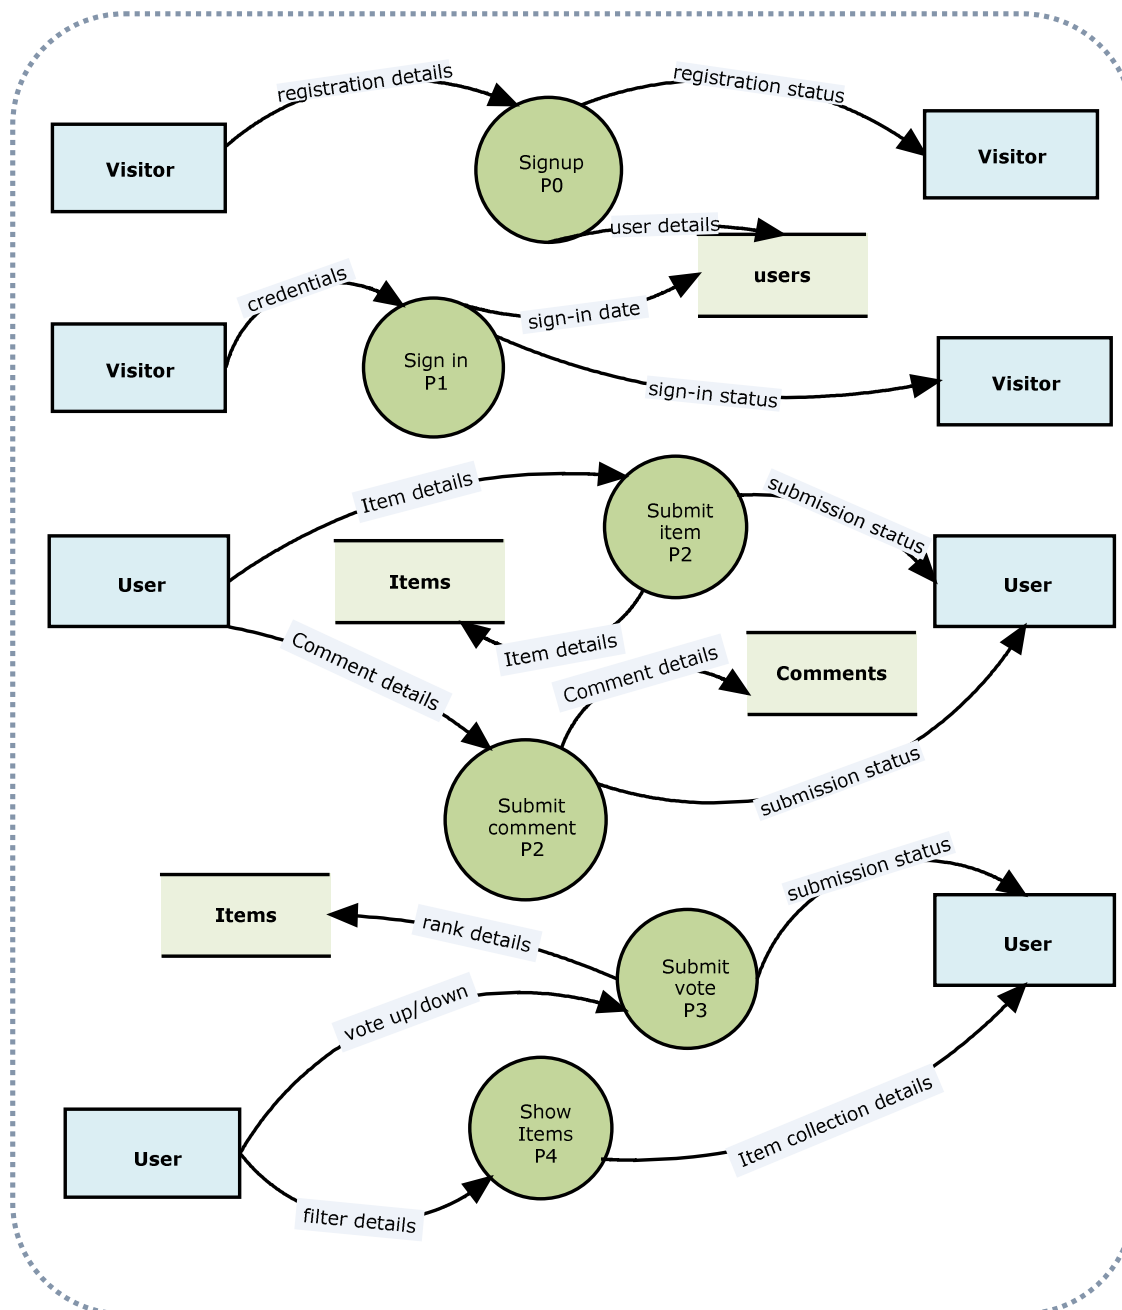 registration details
registration status
Visitor
Signup
P0
Visitor
user details
users
credentials
sign-in date
Visitor
Sign in
P1
sign-in status
Visitor
Item details
submission status
Submit
item
P2
User
Items
User
Item details
Comment details
Comment details
Comments
Submit
comment
P2
submission status
submission status
Items
rank details
User
Submit
vote
P3
vote up/down
Show
Items
P4
Item collection details
User
filter details